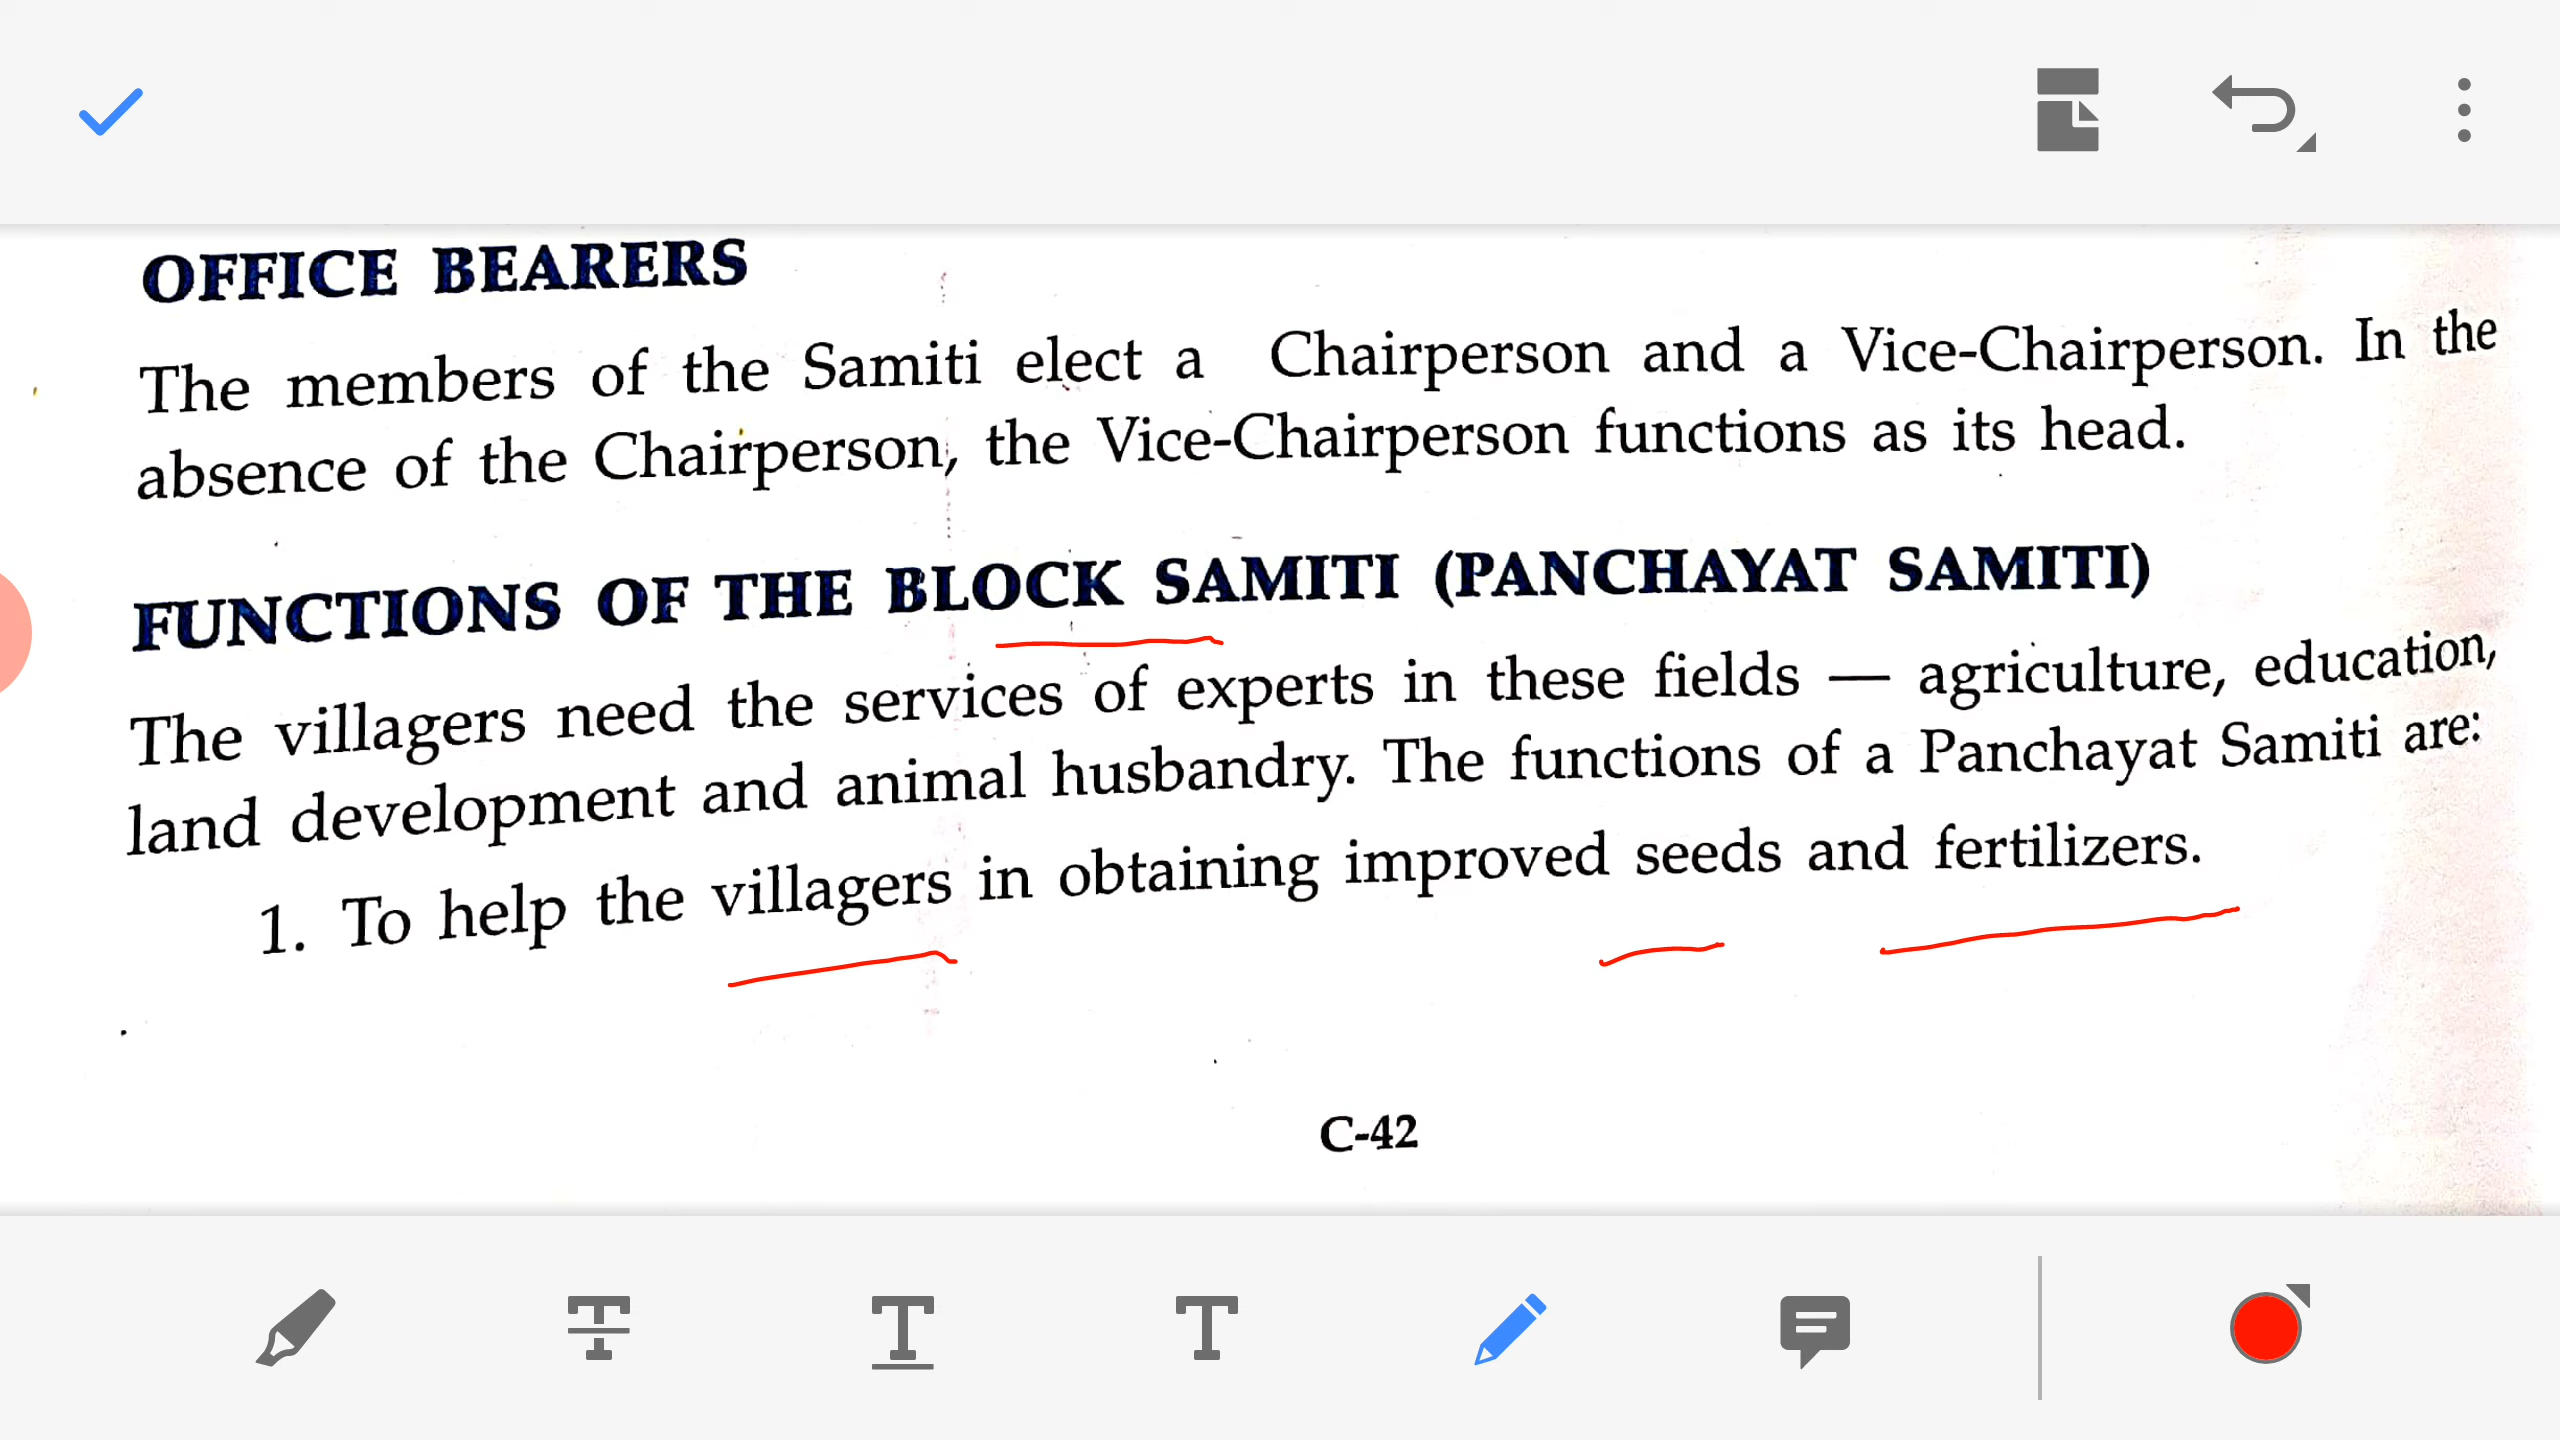 OFFICE BEARERS
The members of the Samiti elect a Chairperson and a Vice-Chairperson. In the
absence of the Chairperson, the Vice-Chairperson functions as its head.
FUNCTIONS OF THE BLOCK SAMITI (PANCHAYAT SAMITI)
The villagers need the services of experts in these fields — agriculture, education,
land development and animal husbandry. The functions of a Panchayat Samiti are:
1. To help the villagers in obtaining improved seeds and fertilizers.
C-42